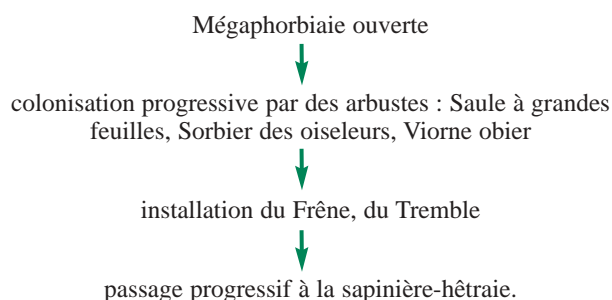 Mégaphorbiaie ouverte
colonisation progressive par des arbustes : Saule à grandes
feuilles, Sorbier des oiseleurs, Viorne obier
installation du Frêne, du Tremble
passage progressif à la sapinière-hêtraie.